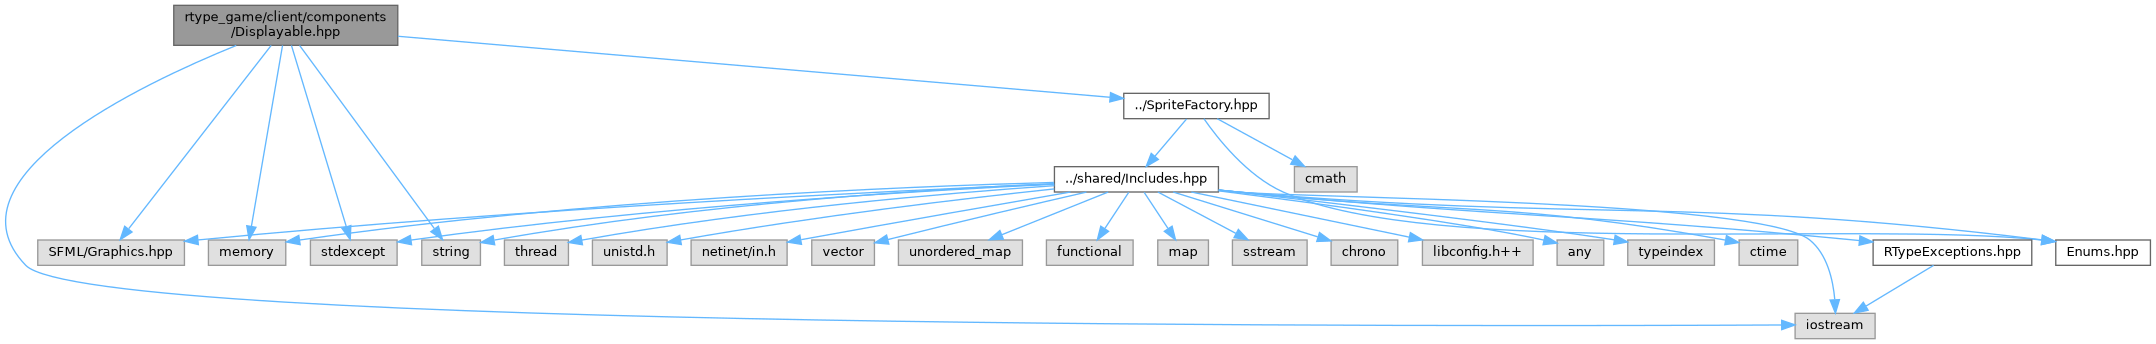 rtype_game/client/components
/Displayable.hpp
../SpriteFactory.hpp
../shared/Includes.hpp
cmath
SFML/Graphics.hpp
memory
stdexcept
string
thread
unistd.h
netinet/in.h
vector
unordered_map
functional
map
sstream
chrono
libconfig.h++
any
typeindex
ctime
RTypeExceptions.hpp
Enums.hpp
iostream